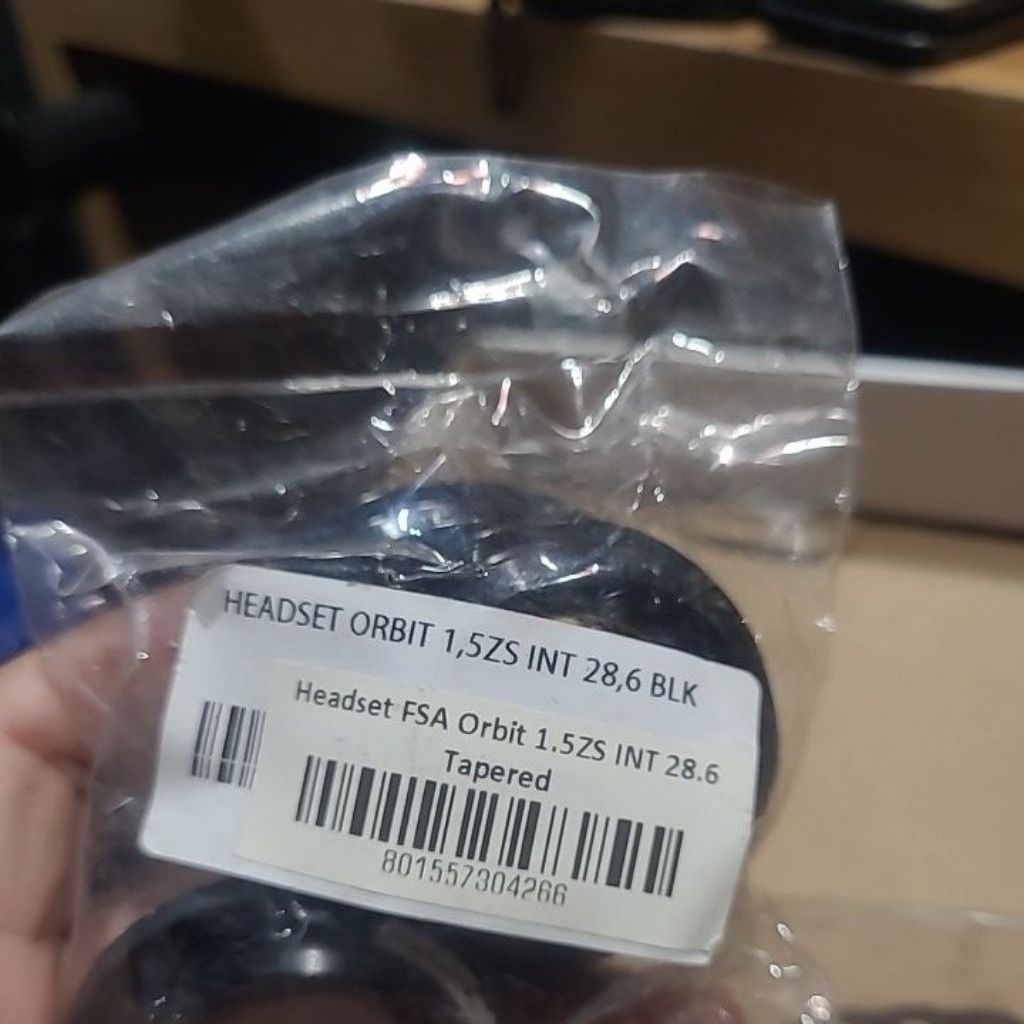 HEADSET ORBIT 1,5ZS INT 28,6 BLK
Headset FSA Orbit 1.5ZS INT 28.6
Tapered
801557304266